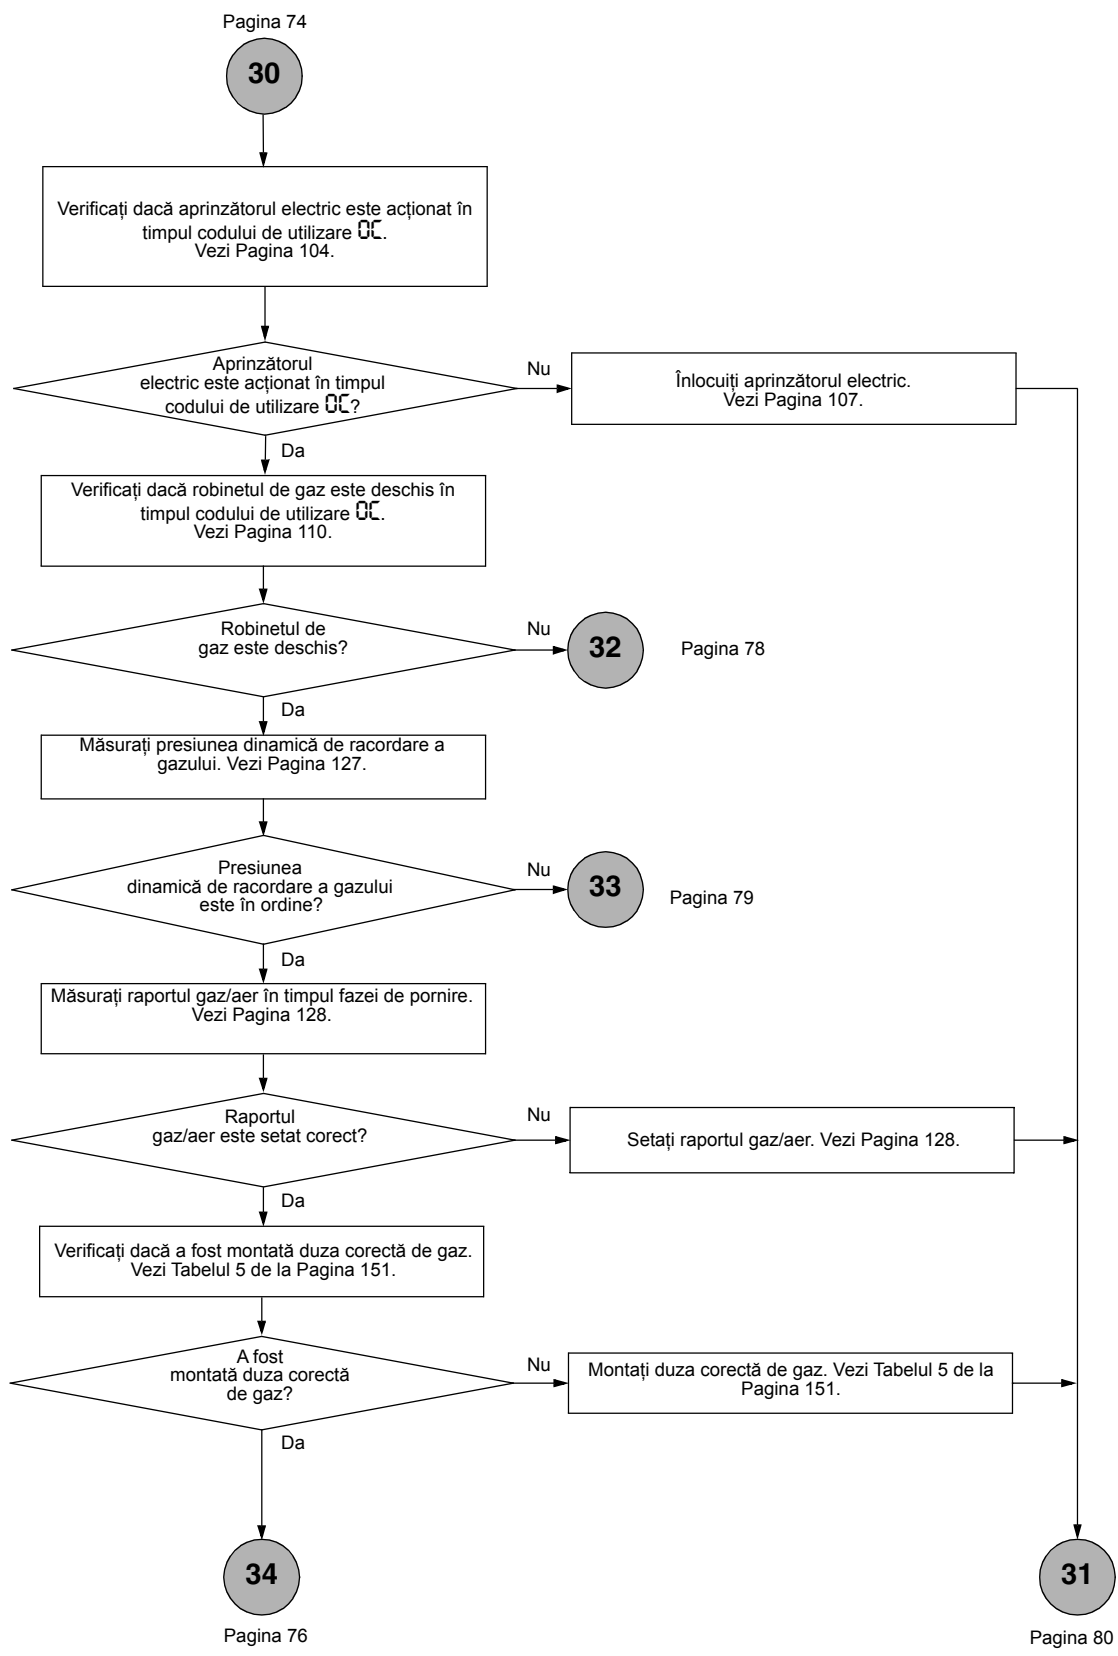 Pagina 74
30
Verificați dacă aprinzătorul electric este acționat în
timpul codului de utilizare 0C.
Vezi Pagina 104.
Aprinzătorul
electric este acționat în timpul
codului de utilizare 0C?
Nu
Înlocuiți aprinzătorul electric.
Vezi Pagina 107.
Da
Verificați dacă robinetul de gaz este deschis în
timpul codului de utilizare 0C.
Vezi Pagina 110.
Robinetul de
gaz este deschis?
Nu
32
Pagina 78
Da
Măsurați presiunea dinamică de racordare a
gazului. Vezi Pagina 127.
Presiunea
dinamică de racordare a gazului
este în ordine?
Nu
33
Pagina 79
Da
Măsurați raportul gaz/aer în timpul fazei de pornire.
Vezi Pagina 128.
Raportul
gaz/aer este setat corect?
Nu
Setați raportul gaz/aer. Vezi Pagina 128.
Da
Verificați dacă a fost montată duza corectă de gaz.
Vezi Tabelul 5 de la Pagina 151.
A fost
montată duza corectă
de gaz?
Nu
Montați duza corectă de gaz. Vezi Tabelul 5 de la
Pagina 151.
Da
34
Pagina 76
31
Pagina 80